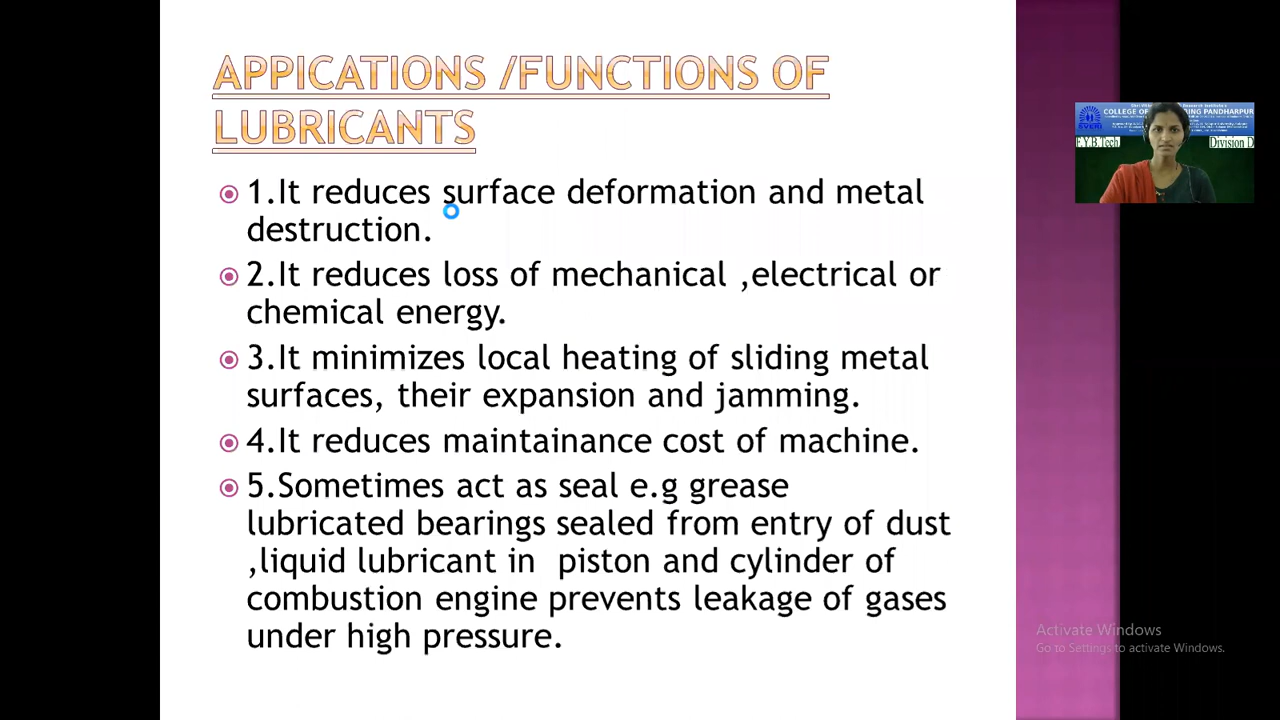 APPICATIONS /FUNCTIONS OF
LUBRICANTS
1.It reduces surface deformation and metal
destruction.
2.It reduces loss of mechanical ,electrical or
chemical energy.
3.It minimizes local heating of sliding metal
surfaces, their expansion and jamming.
4.It reduces maintainance cost of machine.
5.Sometimes act as seal e.g grease
lubricated bearings sealed from entry of dust
,liquid lubricant in piston and cylinder of
combustion engine prevents leakage of gases
under high pressure.
COLLEGE OF PANDHARPUR
F.Y.B.Tech
Division D
Activate Windows
Go to Settings to activate Windows.